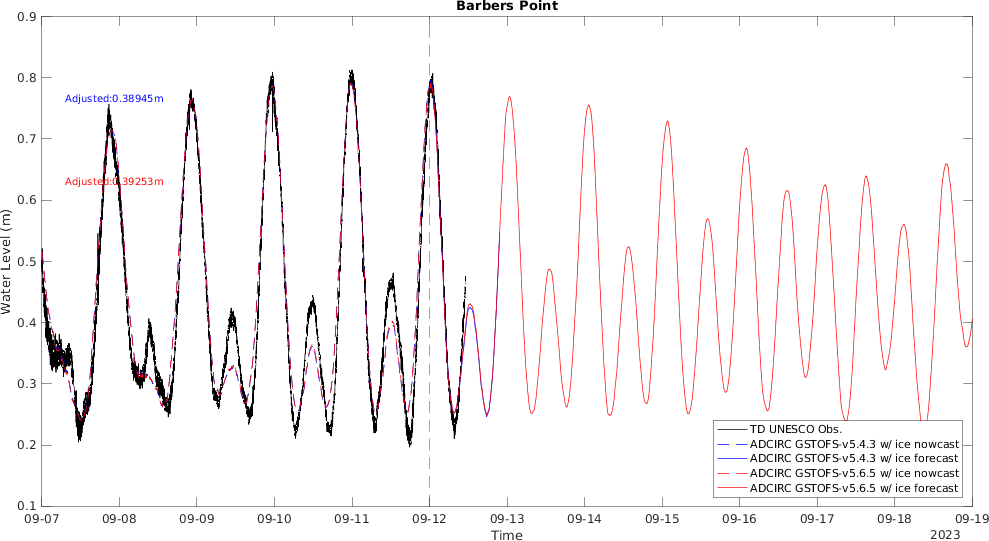 Barbers Point
0.9
0.8
0.7
0.6
0.5
0.4
0.3
0.2
0.1
Water Level (m)
Adjusted:0.38945m
Adjusted:0.39253m
TD UNESCO Obs.
ADCIRC GSTOFS-v5.4.3 w/ ice nowcast
ADCIRC GSTOFS-v5.4.3 w/ ice forecast
ADCIRC GSTOFS-v5.6.5 w/ ice nowcast
ADCIRC GSTOFS-v5.6.5 w/ ice forecast
09-07 09-08 09-09 09-10 09-11 09-12 09-13 09-14 09-15 09-16 09-17 09-18 09-19
Time
2023